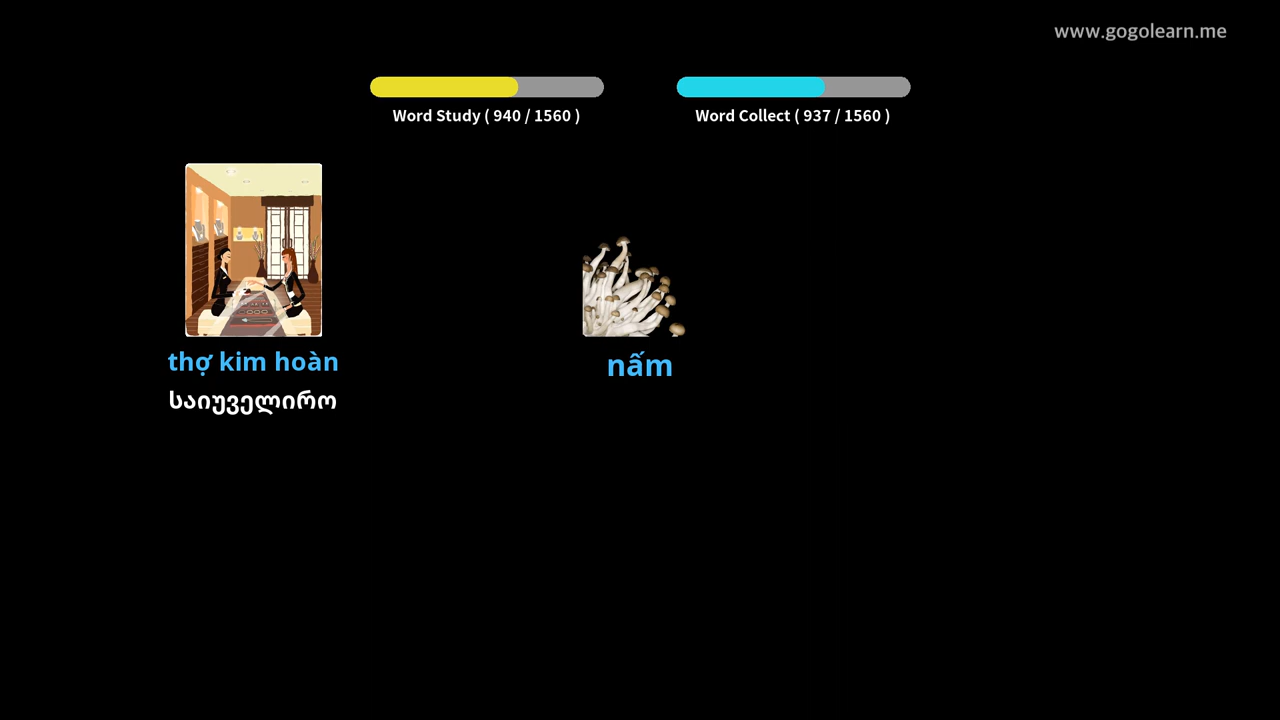 www.gogolearn.me
Word Study ( 940 / 1560 )
Word Collect ( 937 / 1560 )
thợ kim hoàn
საიუველირო
nấm